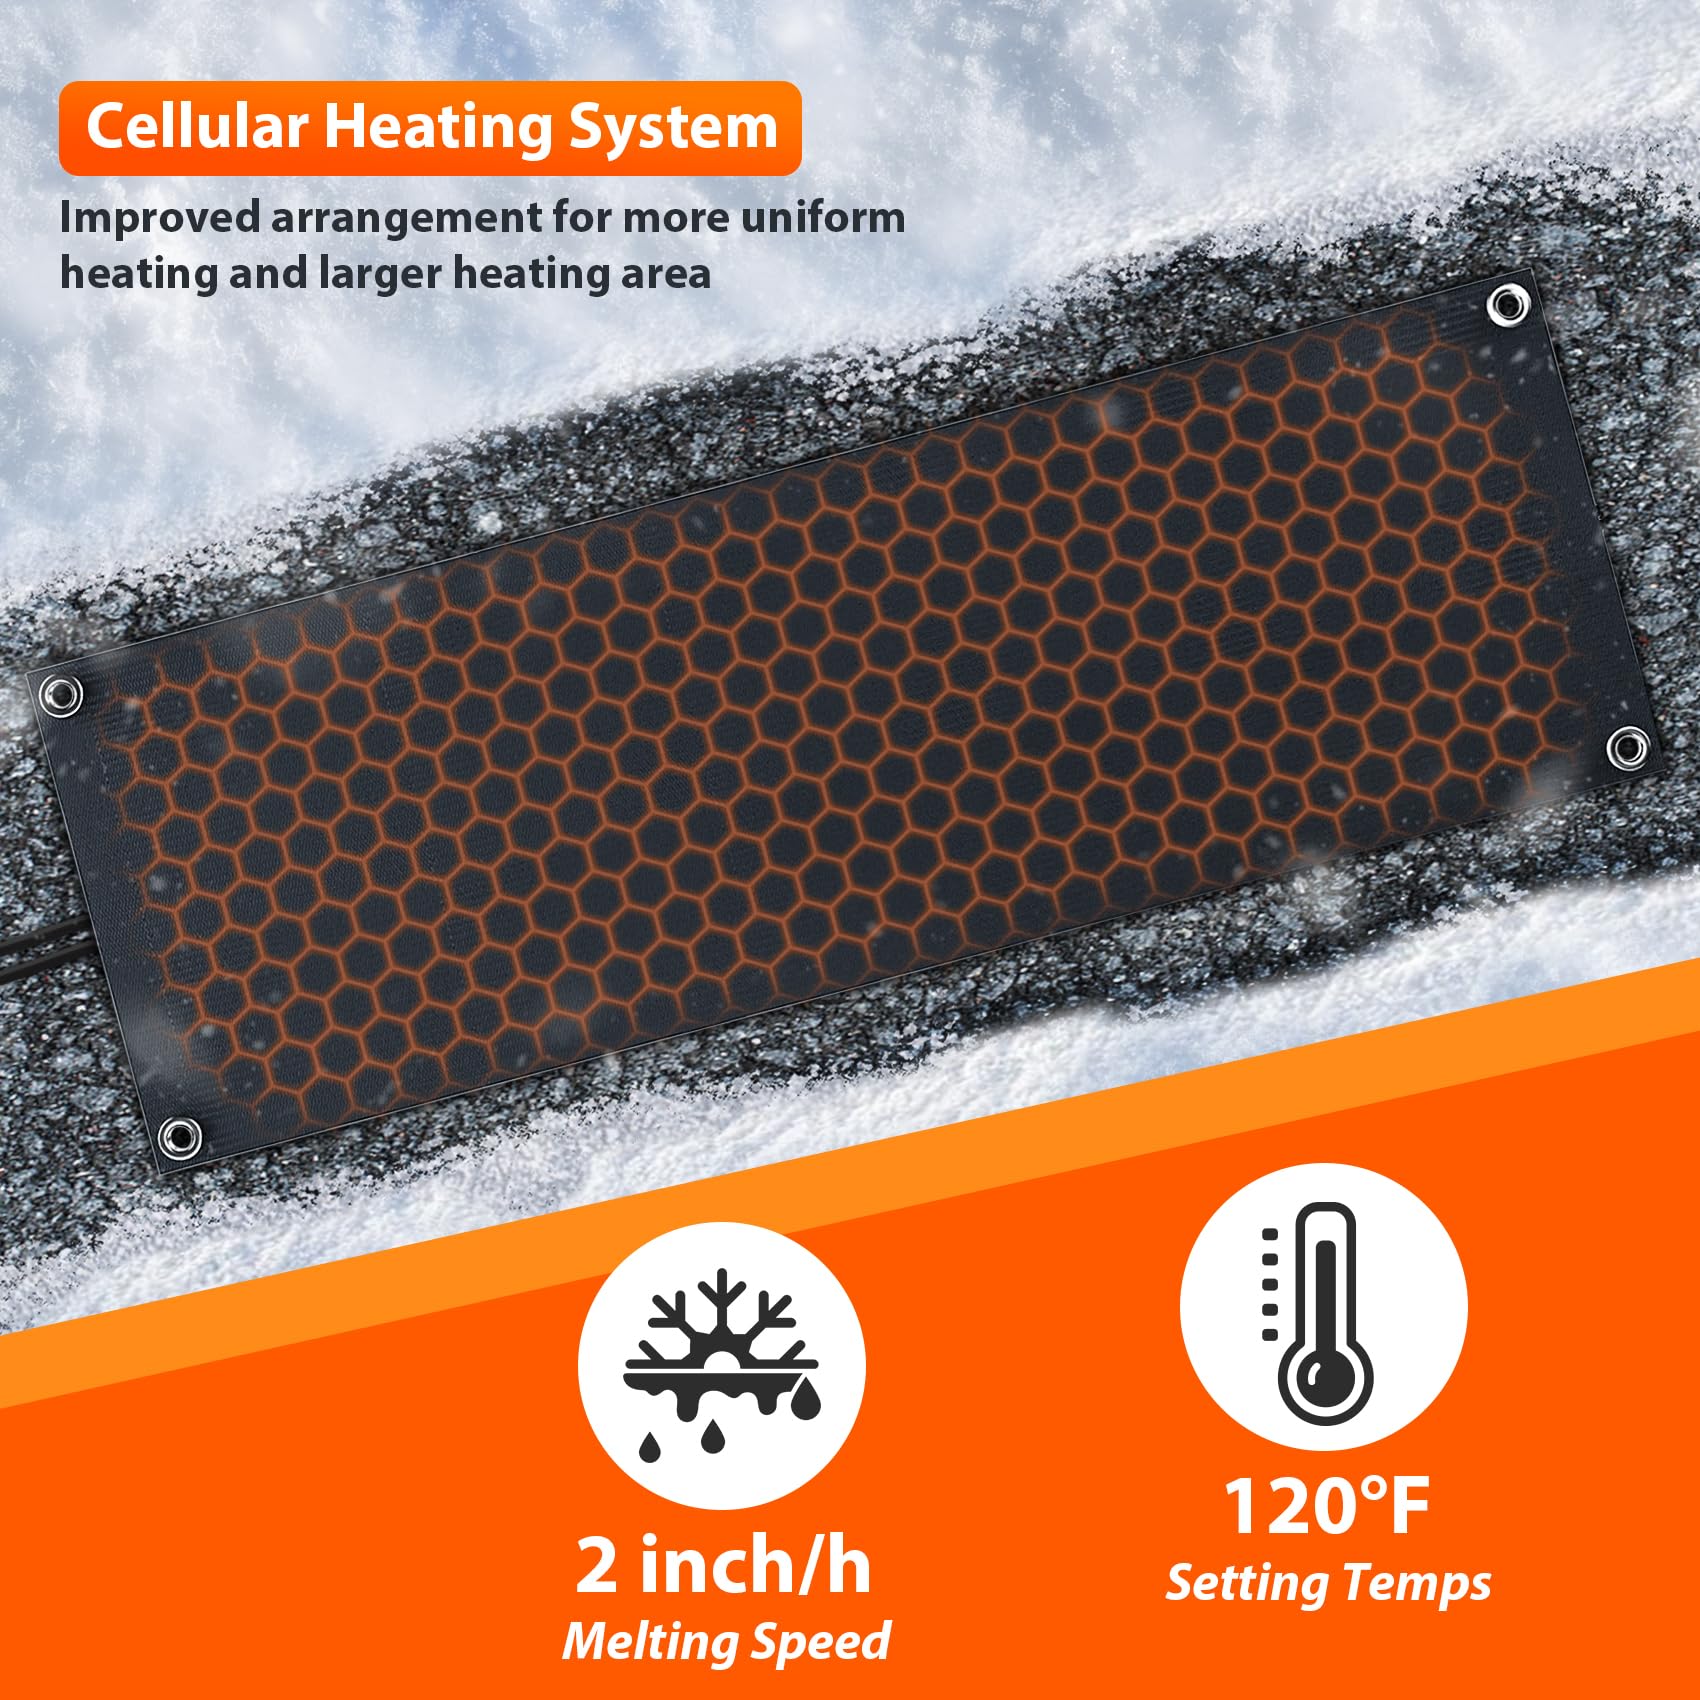 Cellular Heating System
Improved arrangement for more uniform
heating and larger heating area
2 inch/h
Melting Speed
120°F
Setting Temps